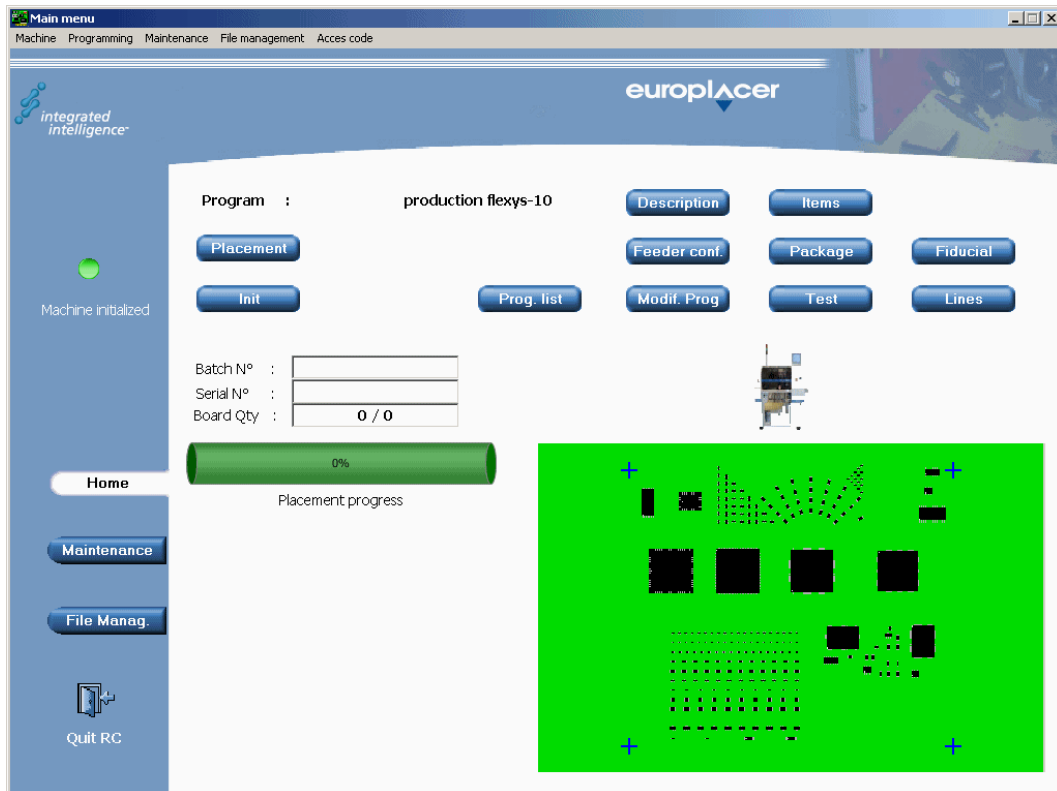 Main menu
Machine Programming Maintenance File management Acces code
europlacer
integrated
intelligence
Program : production flexys-10 Description Items
Placement Feeder conf. Package Fiducial
Machine initialized
Init Prog. list Modif. Prog Test Lines
Batch Nº :
Serial Nº :
Board Qty : 0 / 0
0%
Placement progress
Home
Maintenance
File Manag.
Quit RC